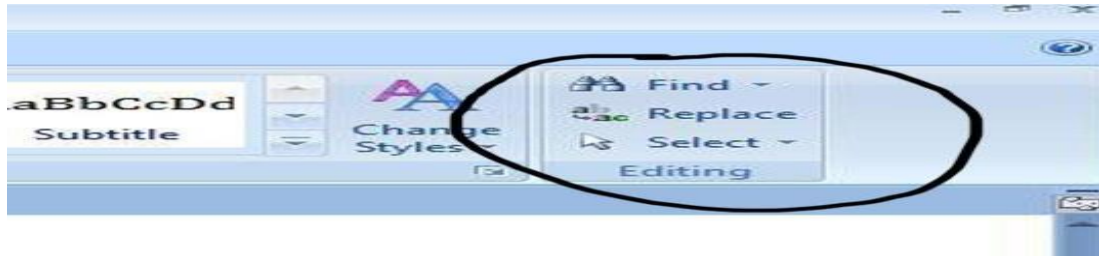 aBbCcDd
Subtitle
Change
Styles
Find
Replace
Select
Editing